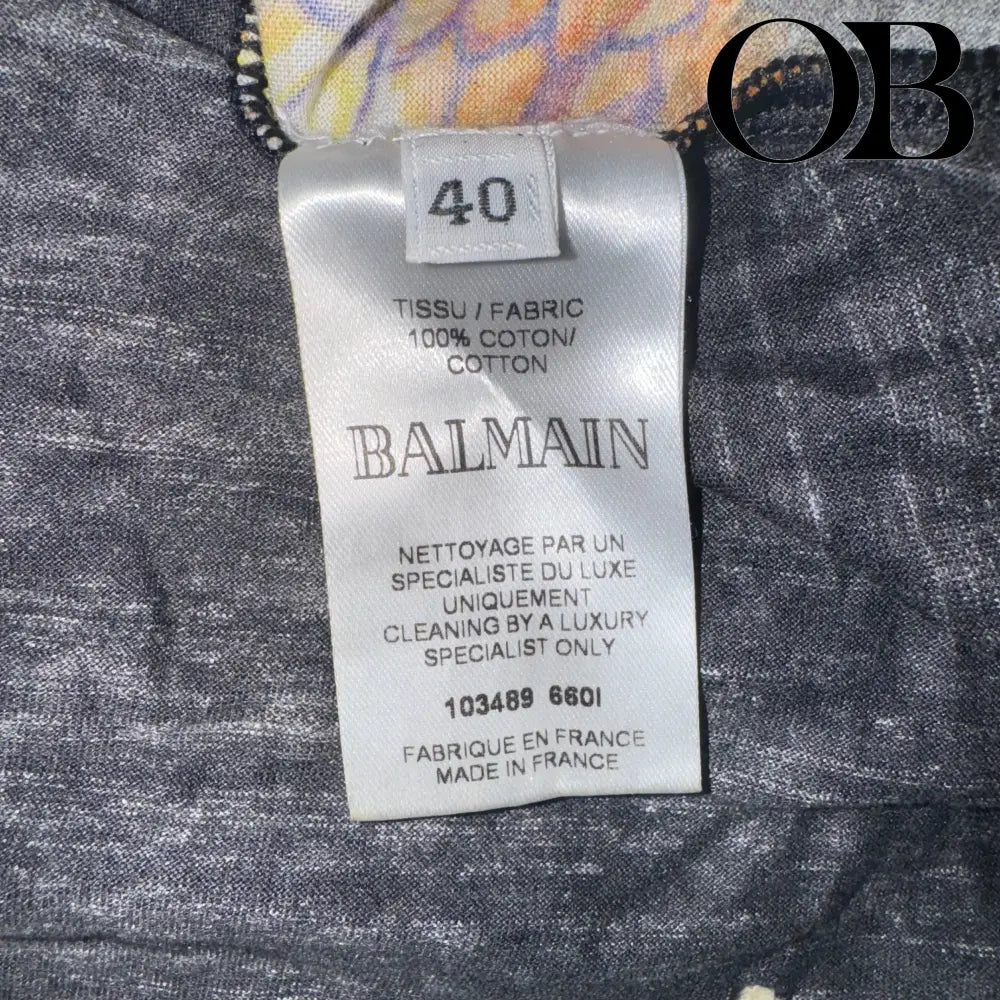 OB
40
TISSU / FABRIC
100% COTON/
COTTON
BALMAIN
NETTOYAGE PAR UN
SPECIALISTE DU LUXE
UNIQUEMENT
CLEANING BY A LUXURY
SPECIALIST ONLY
103489 660I
FABRIQUE EN FRANCE
MADE IN FRANCE